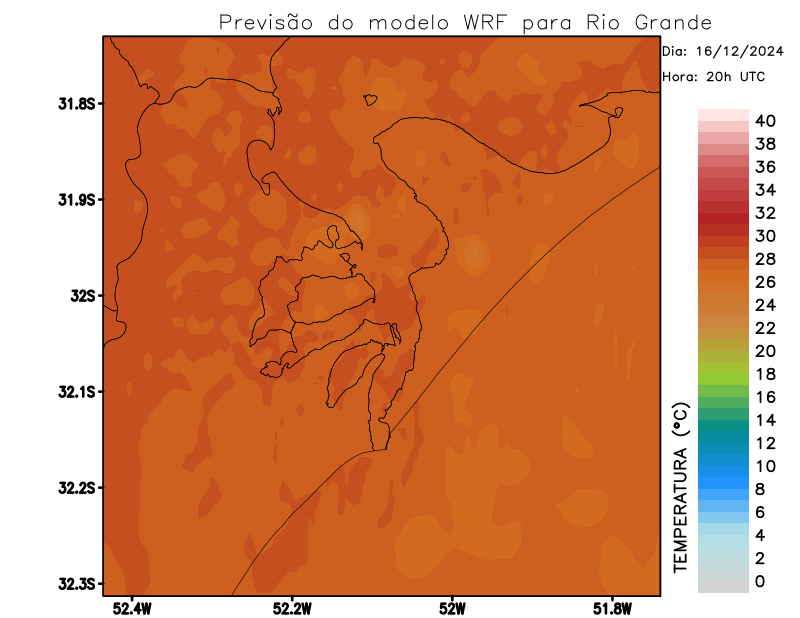 Previsão do modelo WRF para Rio Grande
Dia: 16/12/2024
Hora: 20h UTC
31.8S
31.9S
32S
32.1S
32.2S
32.3S
52.4W
52.2W
52W
51.8W
TEMPERATURA (°C)
40
38
36
34
32
30
28
26
24
22
20
18
16
14
12
10
8
6
4
2
0